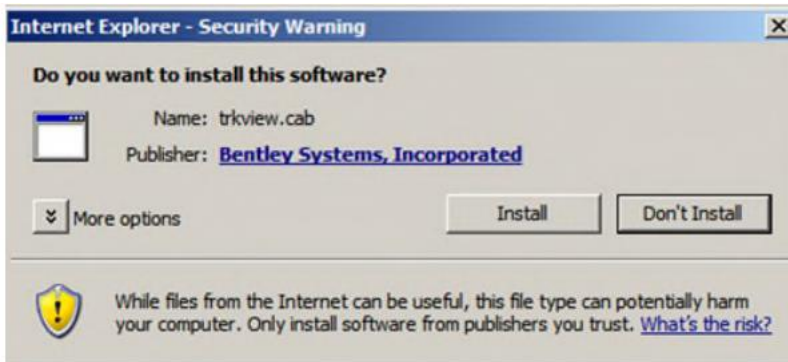 Internet Explorer - Security Warning
Do you want to install this software?
Name: trkview.cab
Publisher: Bentley Systems, Incorporated
More options
Install
Don't Install
While files from the Internet can be useful, this file type can potentially harm
your computer. Only install software from publishers you trust. What's the risk?